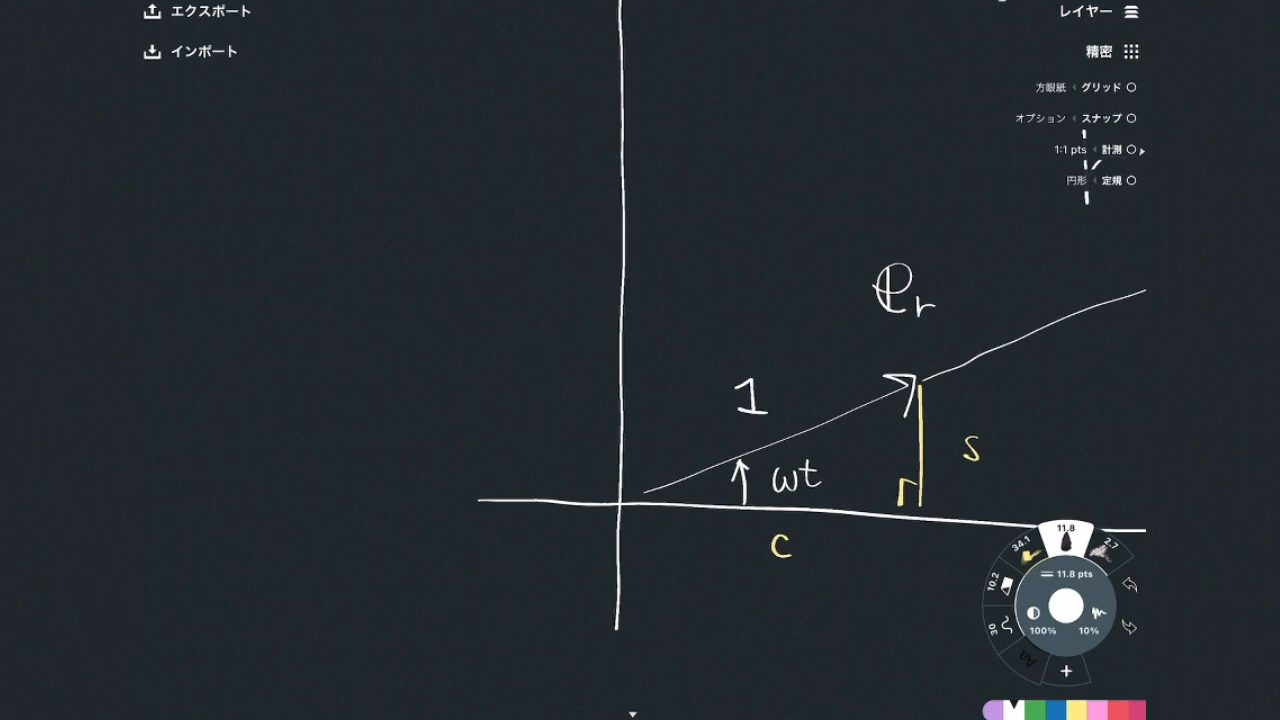 エクスポート
レイヤー
インポート
精密
方眼紙 グリッド
オプション スナップ
1:1 pts 計測
円形 定規
er
1
s
ωt
c
11.8
34.1
2.7
10.2
11.8 pts
30
100%
10%
Aa
+